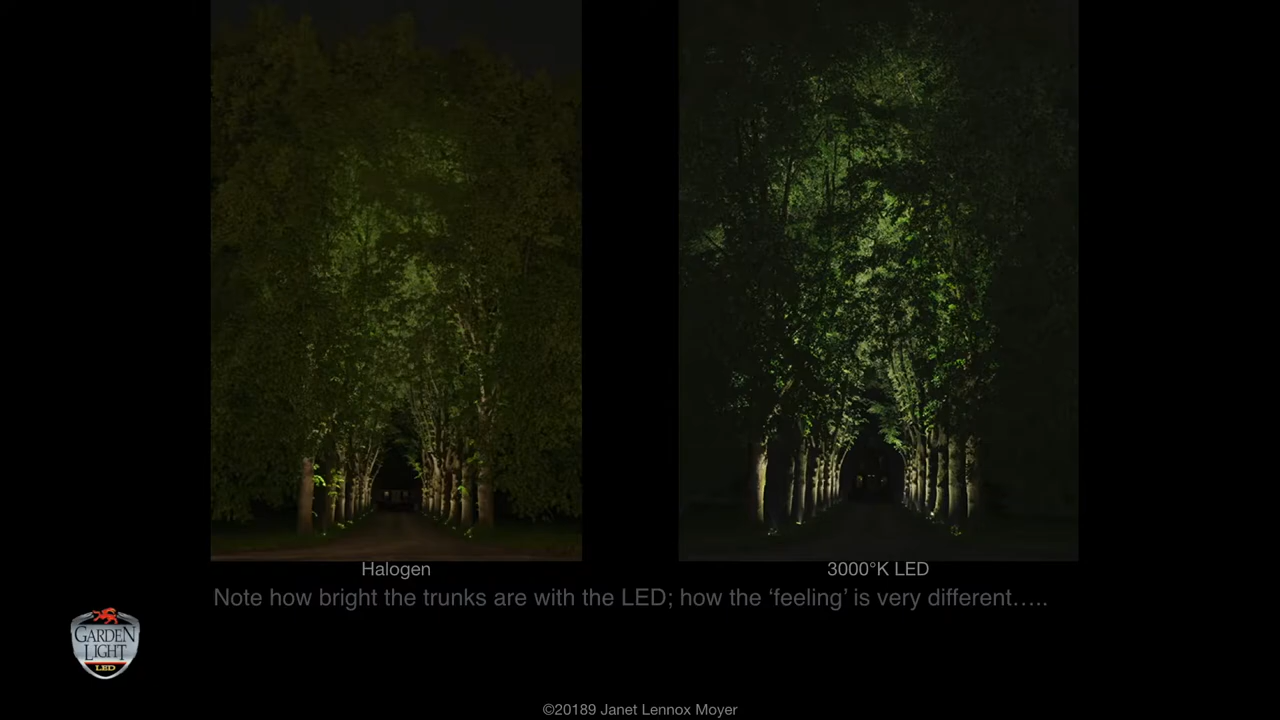 Halogen
3000°K LED
Note how bright the trunks are with the LED; how the ‘feeling’ is very different…..
GARDEN
LIGHT
LED
©20189 Janet Lennox Moyer